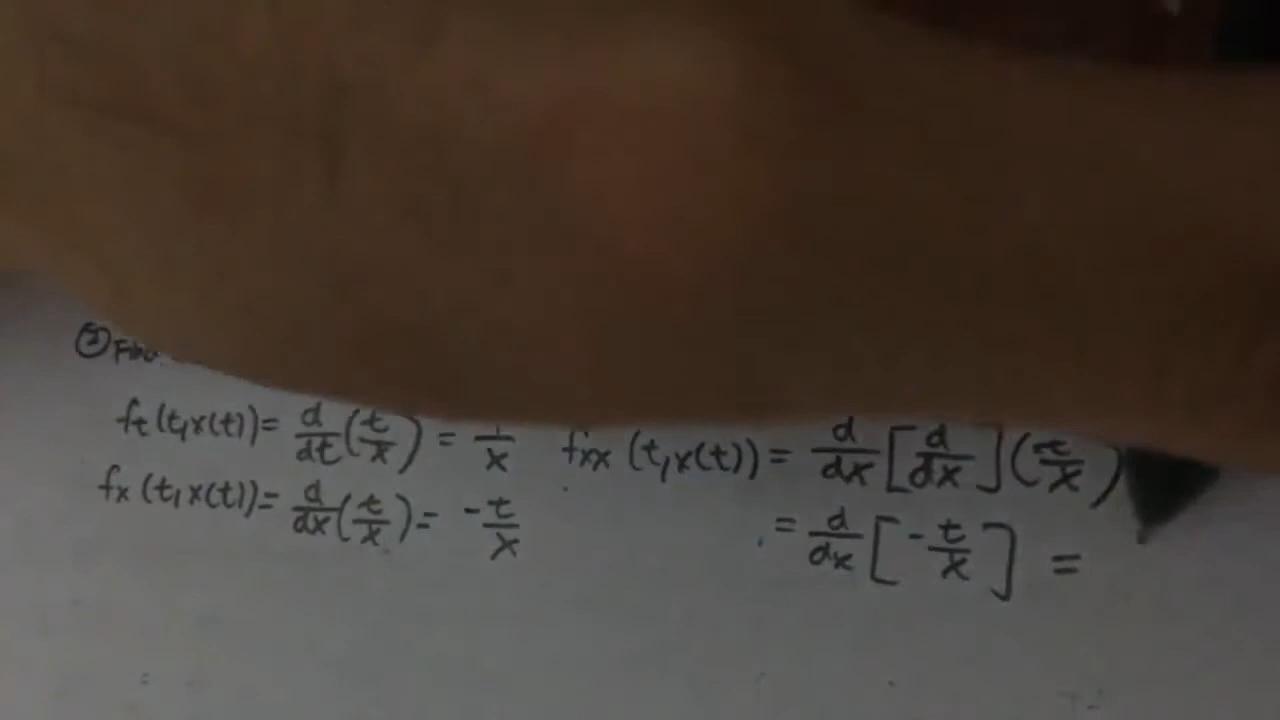 ②
ft(t,x(t)) = d/dt (t/x) = 1/x
fx(t,x(t)) = d/dx (t/x) = -t/x
fxx(t,x(t)) = d/dx [d/dx] (t/x)
= d/dx [-t/x] =